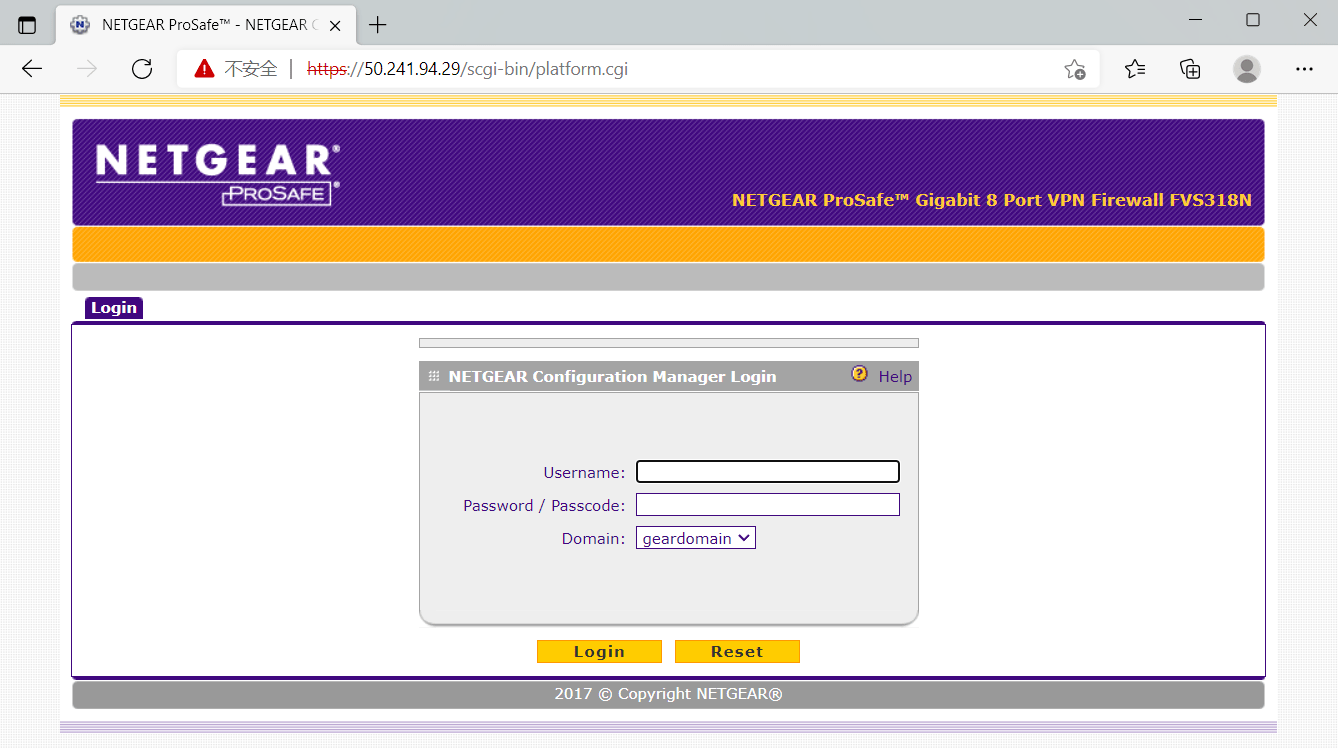 NETGEAR ProSafe™ - NETGEAR
不安全 | https://50.241.94.29/scgi-bin/platform.cgi
NETGEAR®
PROSAFE®
NETGEAR ProSafe™ Gigabit 8 Port VPN Firewall FVS318N
Login
NETGEAR Configuration Manager Login
? Help
Username:
Password / Passcode:
Domain: geardomain
Login Reset
2017 © Copyright NETGEAR®